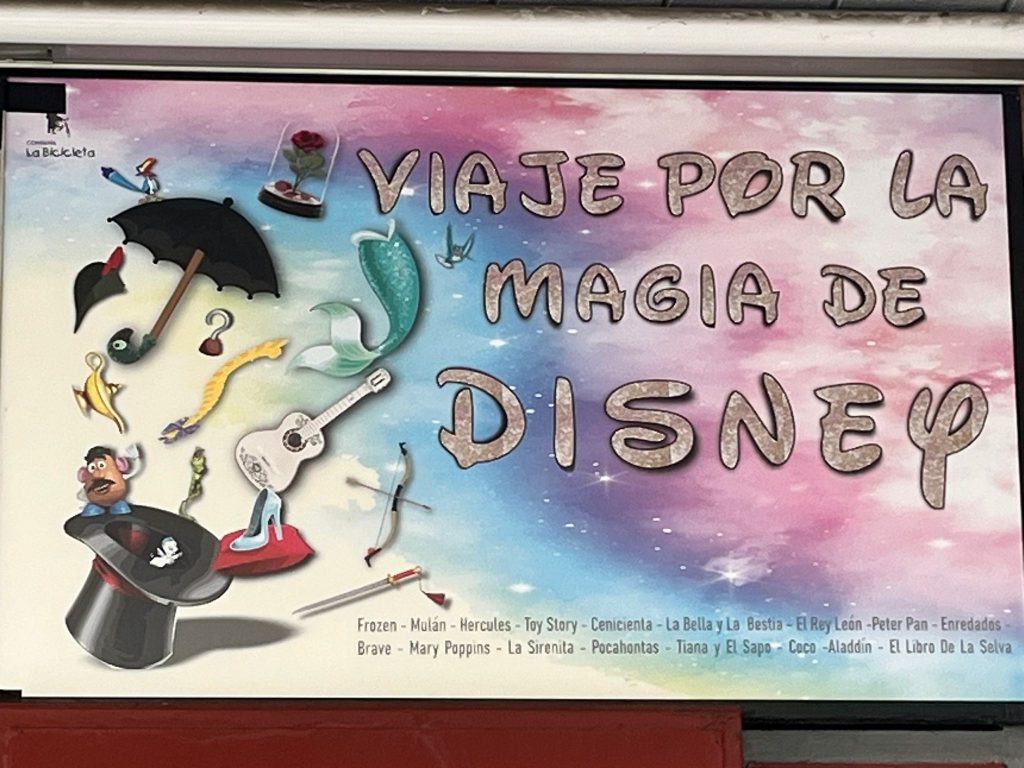 COMPAÑÍA
La Bicicleta
VIAJE POR LA
MAGIA DE
DISNEY
Frozen - Mulán - Hercules - Toy Story - Cenicienta - La Bella y La Bestia - El Rey León -Peter Pan - Enredados -
Brave - Mary Poppins - La Sirenita - Pocahontas - Tiana y El Sapo - Coco -Aladdín - El Libro De La Selva